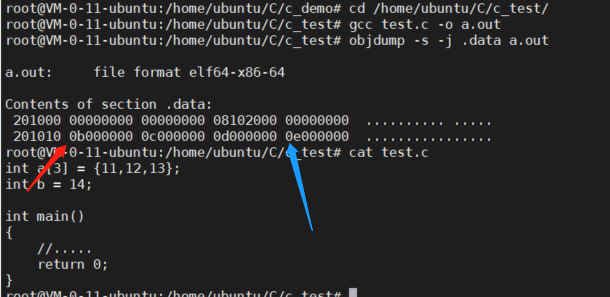 root@VM-0-11-ubuntu:/home/ubuntu/C/c_demo# cd /home/ubuntu/C/c_test/
root@VM-0-11-ubuntu:/home/ubuntu/C/c_test# gcc test.c -o a.out
root@VM-0-11-ubuntu:/home/ubuntu/C/c_test# objdump -s -j .data a.out
a.out:     file format elf64-x86-64
Contents of section .data:
 201000 00000000 00000000 08102000 00000000  .......... .....
 201010 0b000000 0c000000 0d000000 0e000000  ................
root@VM-0-11-ubuntu:/home/ubuntu/C/c_test# cat test.c
int a[3] = {11,12,13};
int b = 14;
int main()
{
    //.....
    return 0;
}
root@VM-0-11-ubuntu:/home/ubuntu/C/c_test#